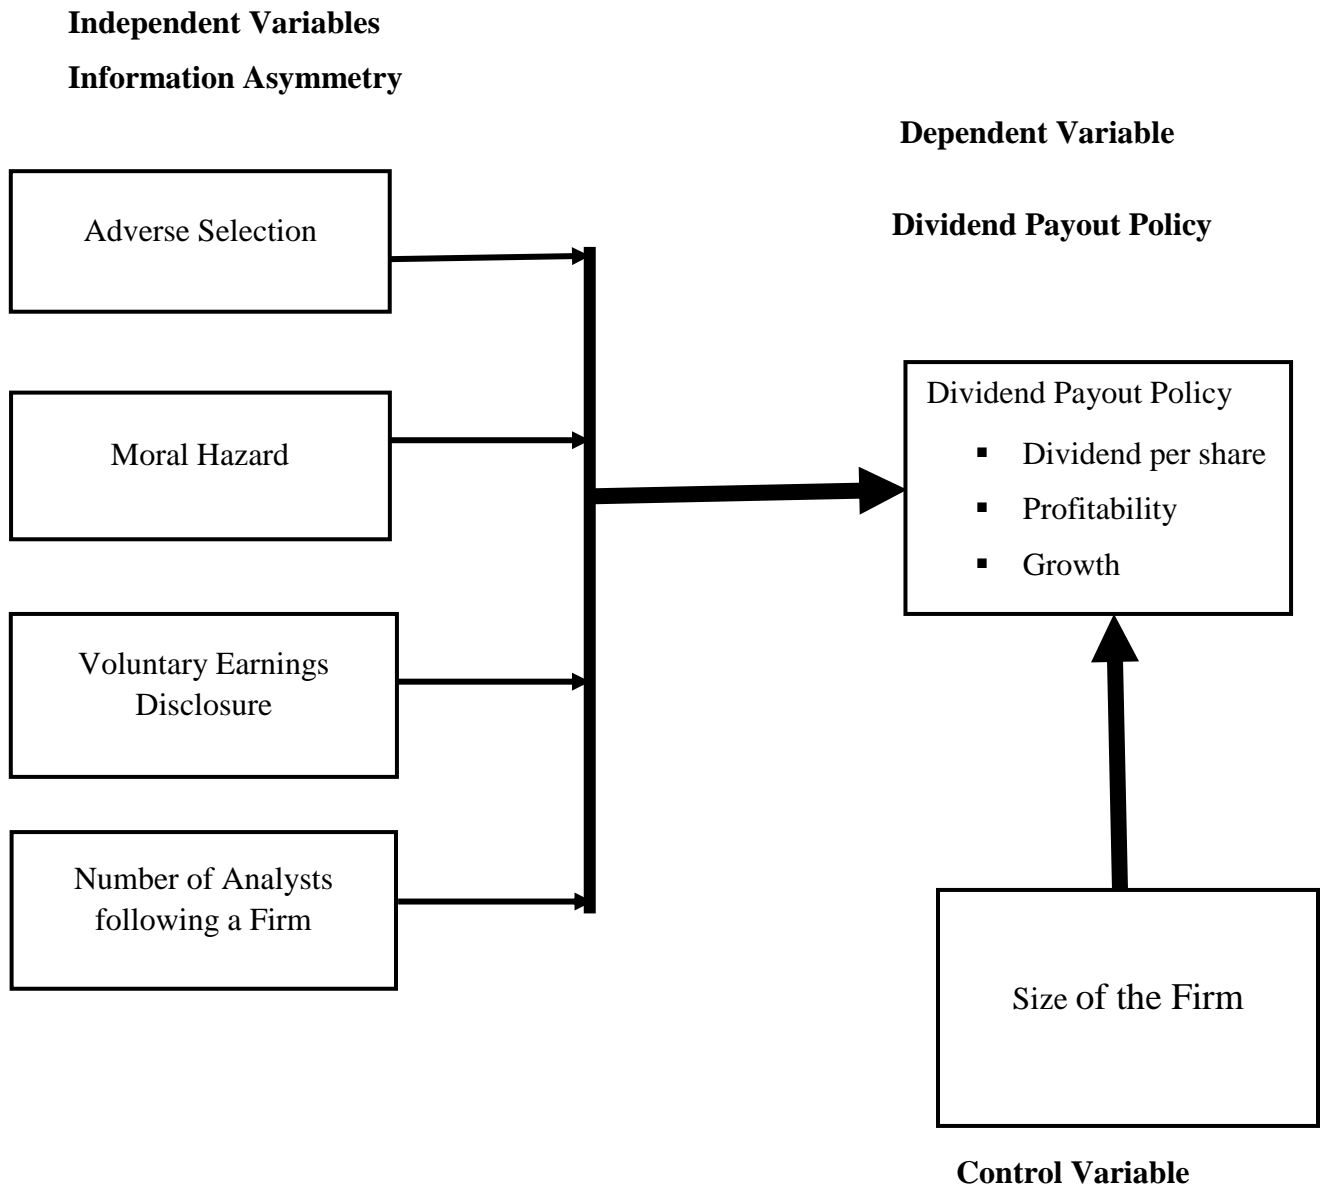 Independent Variables
Information Asymmetry
Dependent Variable
Dividend Payout Policy
Adverse Selection
Moral Hazard
Voluntary Earnings
Disclosure
Number of Analysts
following a Firm
Dividend Payout Policy
▪ Dividend per share
▪ Profitability
▪ Growth
Size of the Firm
Control Variable